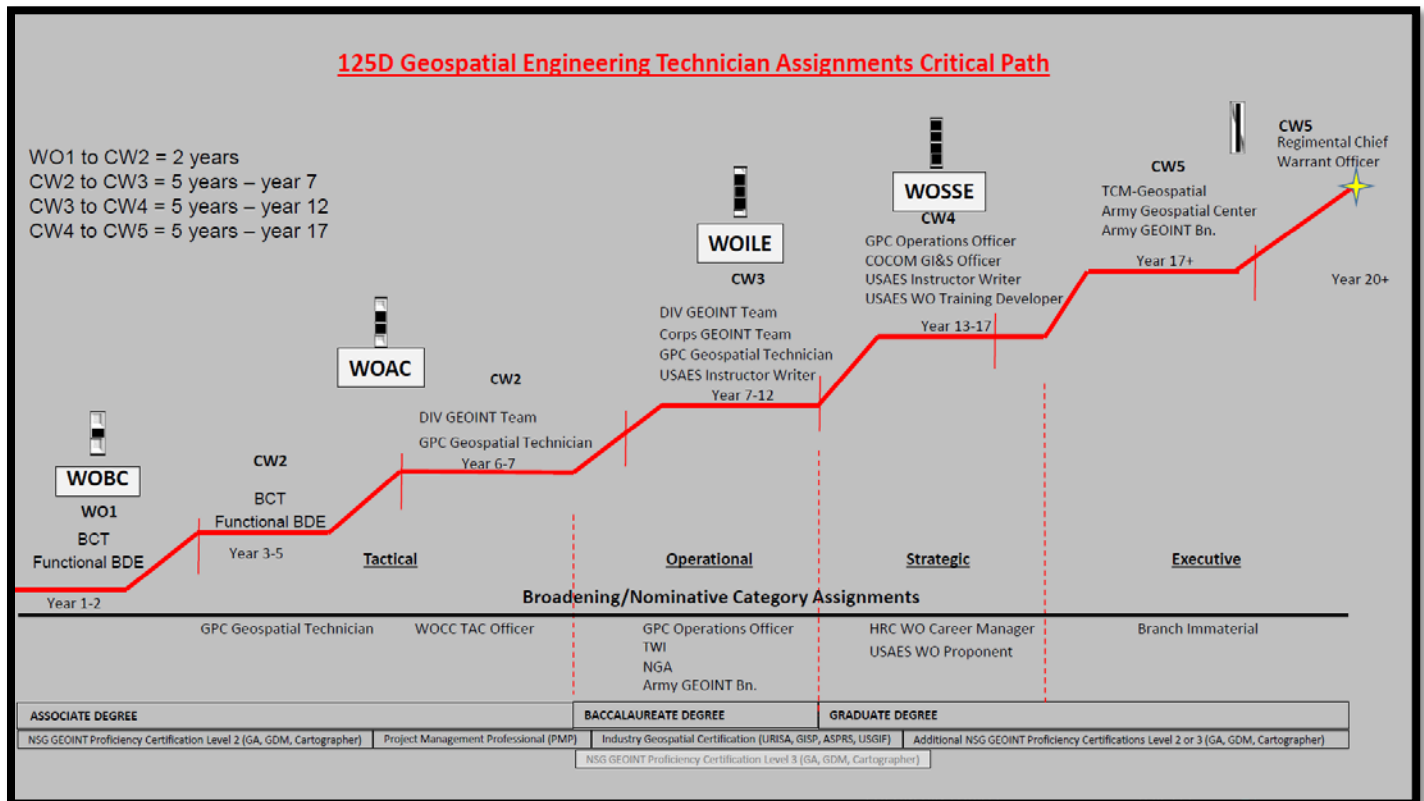 125D Geospatial Engineering Technician Assignments Critical Path
WO1 to CW2 = 2 years
CW2 to CW3 = 5 years – year 7
CW3 to CW4 = 5 years – year 12
CW4 to CW5 = 5 years – year 17
WOBC
WO1
BCT
Functional BDE
Year 1-2
CW2
BCT
Functional BDE
Year 3-5
WOAC
CW2
DIV GEOINT Team
GPC Geospatial Technician
Year 6-7
WOILE
CW3
DIV GEOINT Team
Corps GEOINT Team
GPC Geospatial Technician
USAES Instructor Writer
Year 7-12
WOSSE
CW4
GPC Operations Officer
COCOM GI&S Officer
USAES Instructor Writer
USAES WO Training Developer
Year 13-17
CW5
TCM-Geospatial
Army Geospatial Center
Army GEOINT Bn.
Year 17+
CW5
Regimental Chief
Warrant Officer
Year 20+
Tactical
Operational
Strategic
Executive
Broadening/Nominative Category Assignments
GPC Geospatial Technician
WOCC TAC Officer
GPC Operations Officer
TWI
NGA
Army GEOINT Bn.
HRC WO Career Manager
USAES WO Proponent
Branch Immaterial
ASSOCIATE DEGREE
BACCALAUREATE DEGREE
GRADUATE DEGREE
NSG GEOINT Proficiency Certification Level 2 (GA, GDM, Cartographer)
Project Management Professional (PMP)
Industry Geospatial Certification (URISA, GISP, ASPRS, USGIF)
Additional NSG GEOINT Proficiency Certifications Level 2 or 3 (GA, GDM, Cartographer)
NSG GEOINT Proficiency Certification Level 3 (GA, GDM, Cartographer)